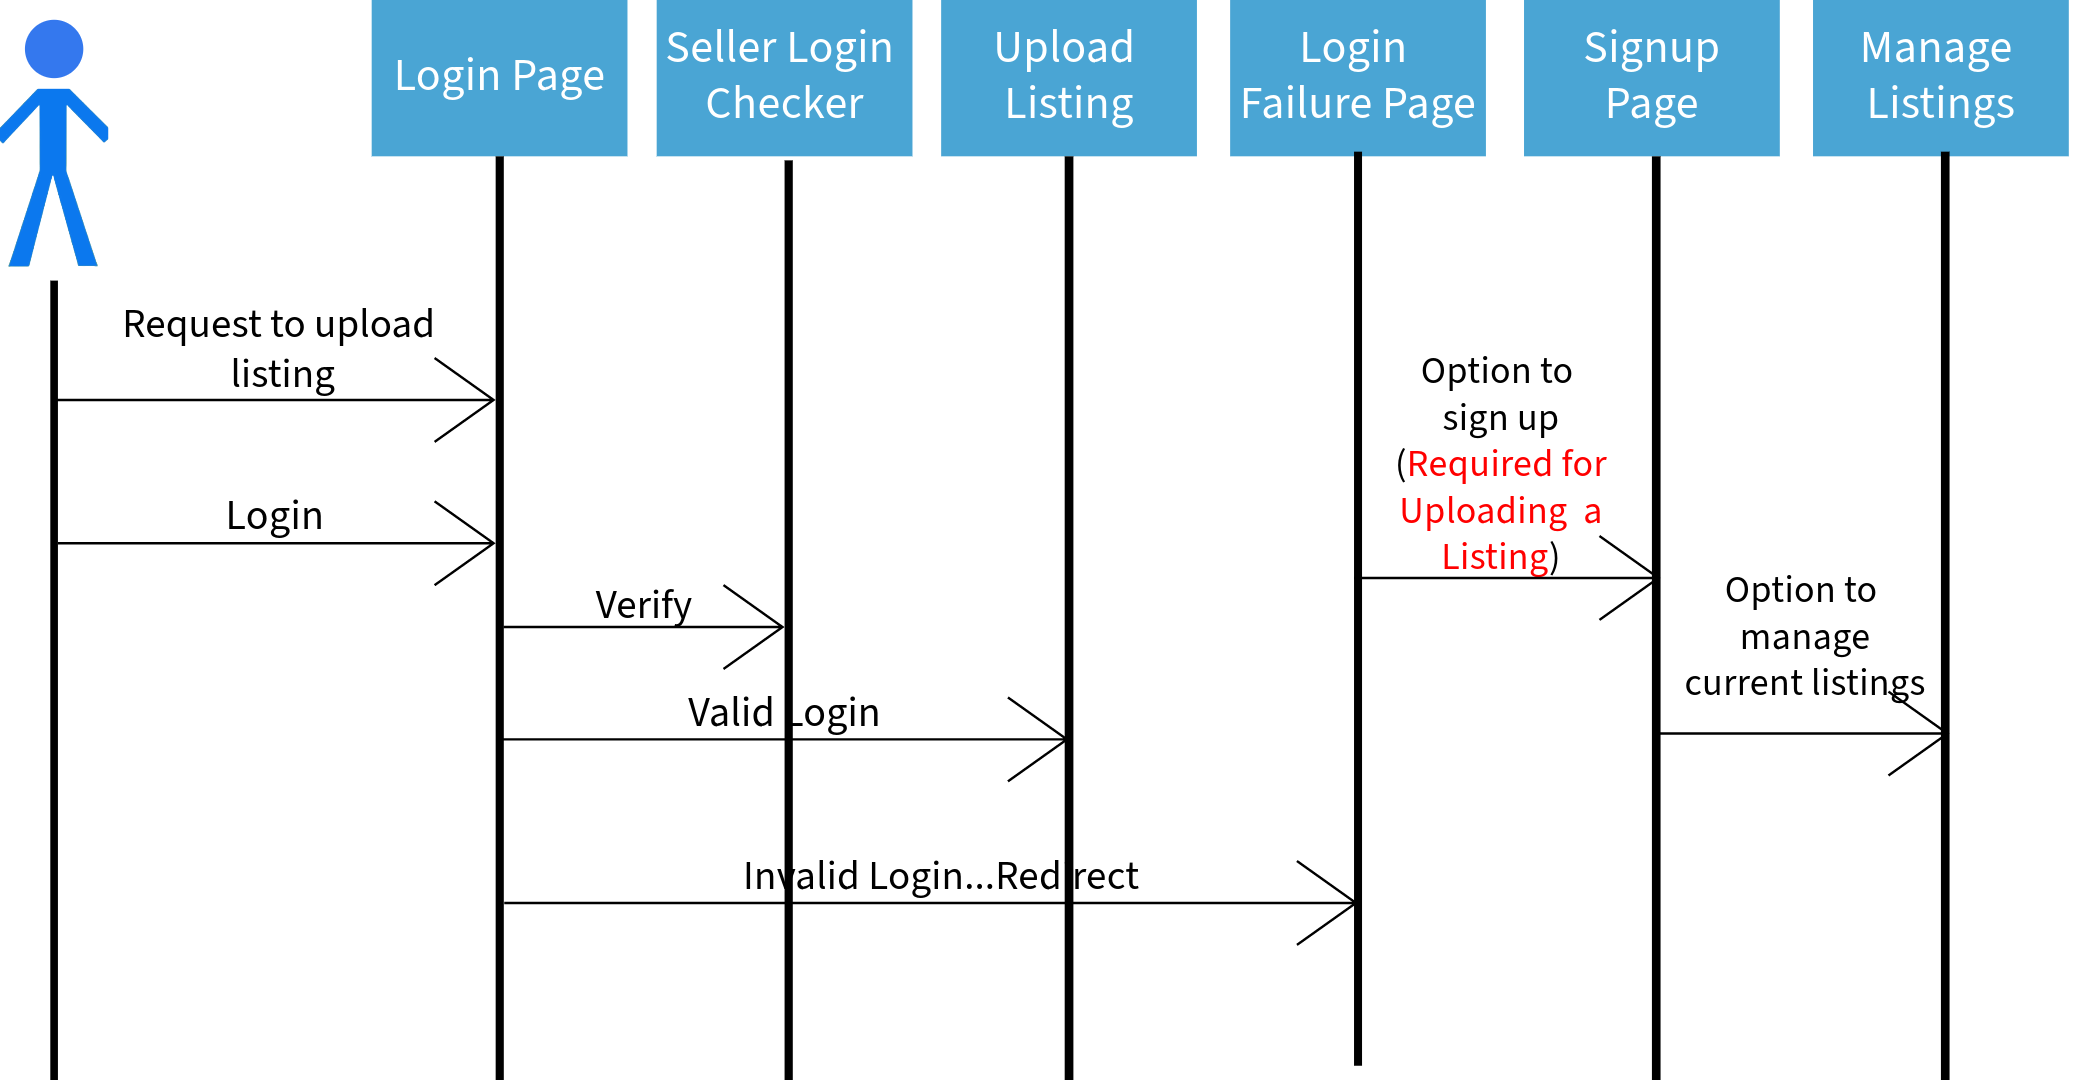 Login Page
Seller Login
Checker
Upload
Listing
Login
Failure Page
Signup
Page
Manage
Listings
Request to upload
listing
Login
Verify
Valid Login
Invalid Login...Redirect
Option to
sign up
(Required for
Uploading a
Listing)
Option to
manage
current listings